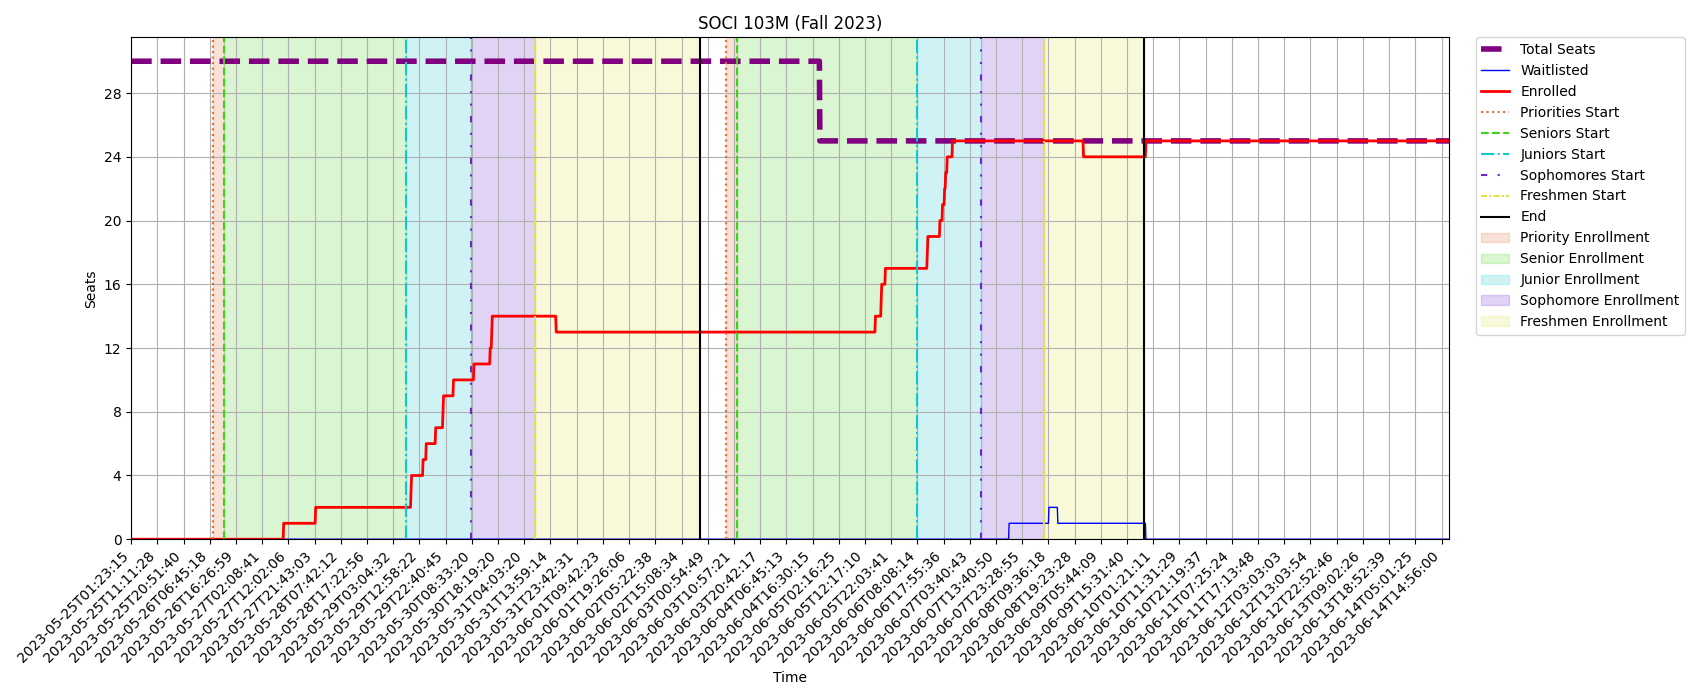 SOCI 103M (Fall 2023)
Total Seats
Waitlisted
Enrolled
Priorities Start
Seniors Start
Juniors Start
Sophomores Start
Freshmen Start
End
Priority Enrollment
Senior Enrollment
Junior Enrollment
Sophomore Enrollment
Freshmen Enrollment
Seats
28
24
20
16
12
8
4
0
2023-05-25T01:23:15
2023-05-25T11:11:28
2023-05-25T20:51:40
2023-05-26T06:45:18
2023-05-26T16:26:59
2023-05-27T02:08:41
2023-05-27T12:02:06
2023-05-27T21:43:03
2023-05-28T07:42:12
2023-05-28T17:22:56
2023-05-29T03:04:32
2023-05-29T12:58:22
2023-05-29T22:40:45
2023-05-30T08:33:20
2023-05-30T18:19:20
2023-05-31T04:03:20
2023-05-31T13:59:14
2023-05-31T23:42:31
2023-06-01T09:42:23
2023-06-01T19:26:06
2023-06-02T05:22:38
2023-06-02T15:08:34
2023-06-03T00:54:49
2023-06-03T10:57:21
2023-06-03T20:42:17
2023-06-04T06:45:13
2023-06-04T16:30:15
2023-06-05T02:16:25
2023-06-05T12:17:10
2023-06-05T22:03:41
2023-06-06T08:08:14
2023-06-06T17:55:36
2023-06-07T03:40:43
2023-06-07T13:40:50
2023-06-07T23:28:55
2023-06-08T09:36:18
2023-06-08T19:23:28
2023-06-09T05:44:09
2023-06-09T15:31:40
2023-06-10T01:21:11
2023-06-10T11:31:29
2023-06-10T21:19:37
2023-06-11T07:25:24
2023-06-11T17:13:48
2023-06-12T03:03:03
2023-06-12T13:03:54
2023-06-12T22:52:46
2023-06-13T09:02:26
2023-06-13T18:52:39
2023-06-14T05:01:25
2023-06-14T14:56:00
Time